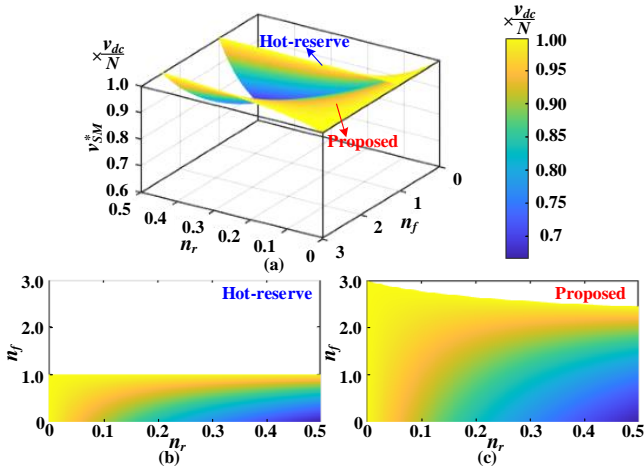 ×v_dc/N
Hot-reserve
Proposed
v*_SM
1.0
0.9
0.8
0.7
0.6
0.5
0.4
0.3
0.2
0.1
0
n_r
3
2
1
0
n_f
(a)
×v_dc/N
1.00
0.95
0.90
0.85
0.80
0.75
0.7
3.0
2.0
1.0
0
n_f
Hot-reserve
0
0.1
0.2
0.3
0.4
0.5
n_r
(b)
3.0
2.0
1.0
0
n_f
Proposed
0
0.1
0.2
0.3
0.4
0.5
n_r
(c)